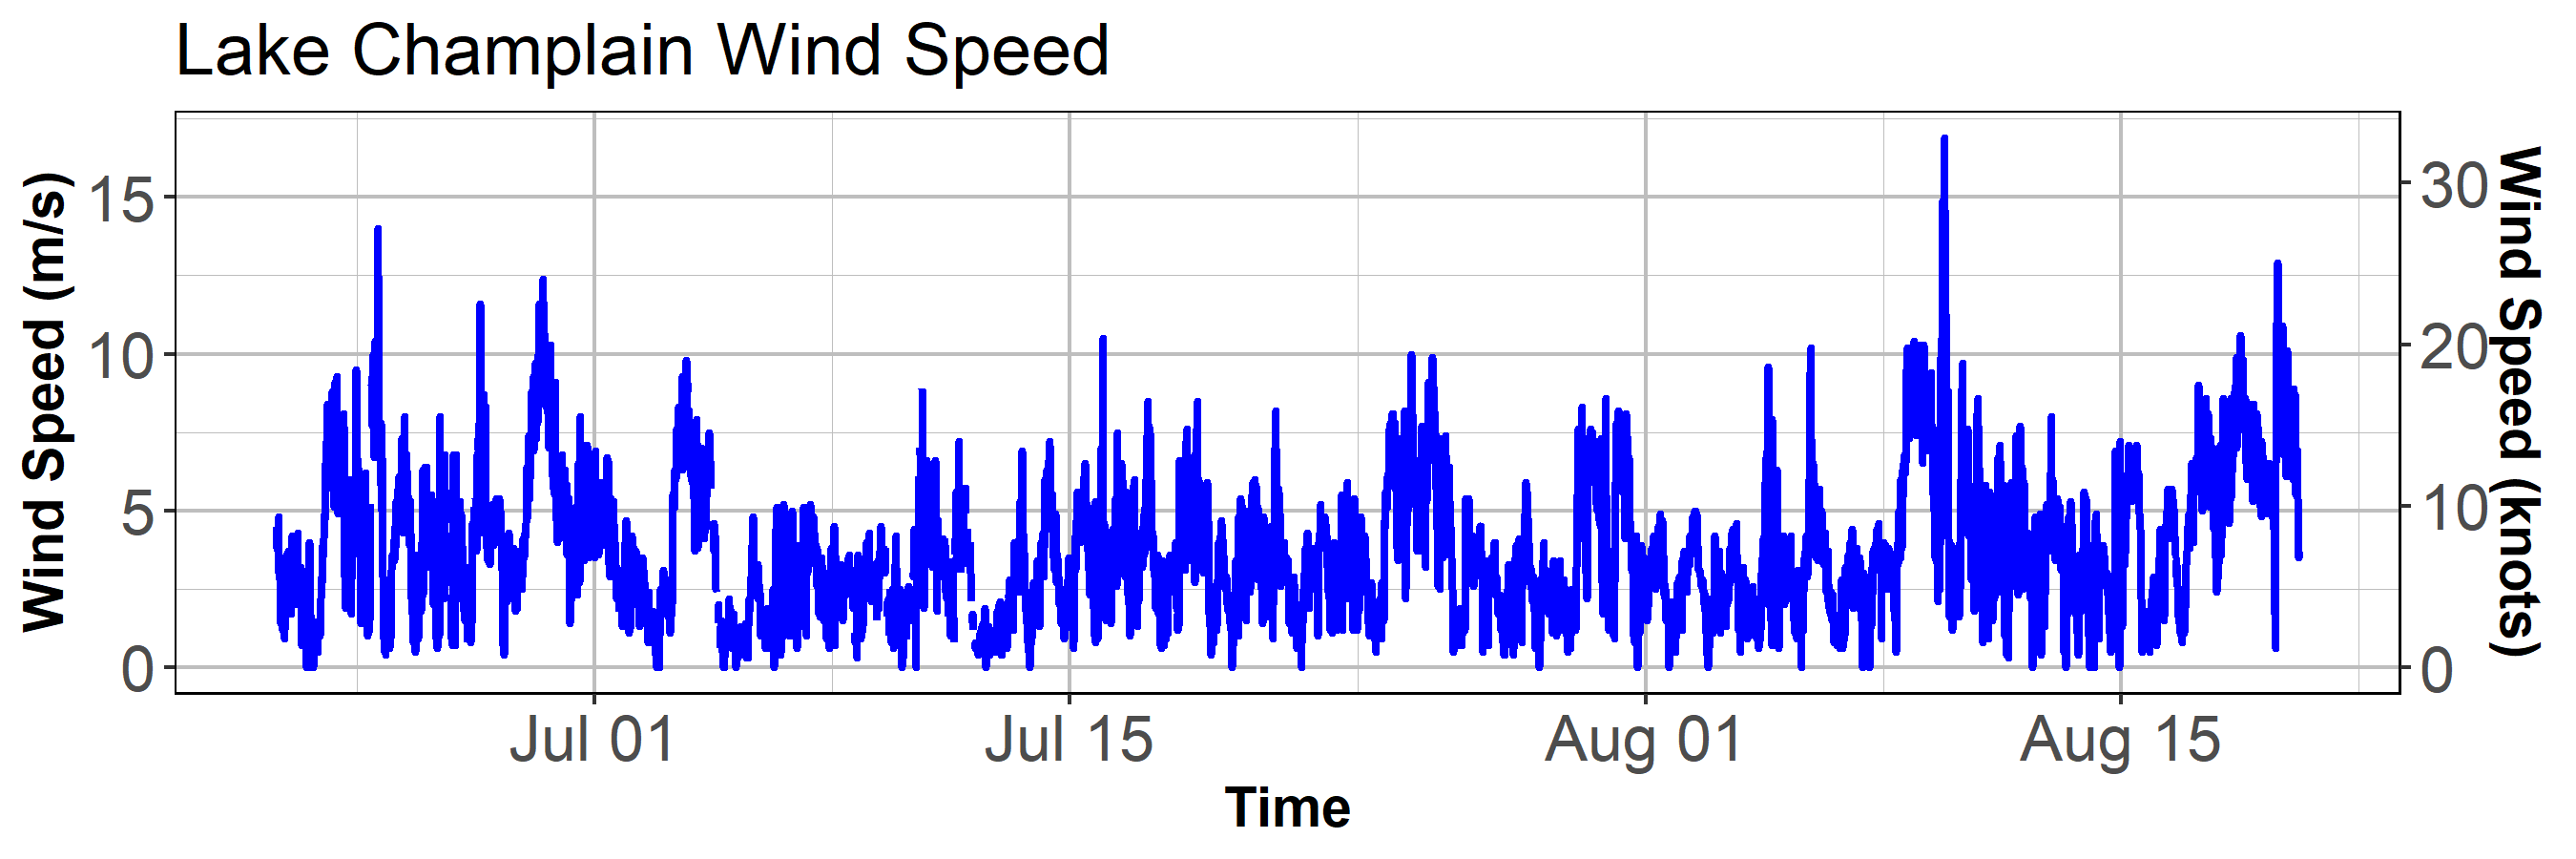 Lake Champlain Wind Speed
Wind Speed (m/s)
15
10
5
0
30
20
10
0
Wind Speed (knots)
Jul 01
Jul 15
Aug 01
Aug 15
Time